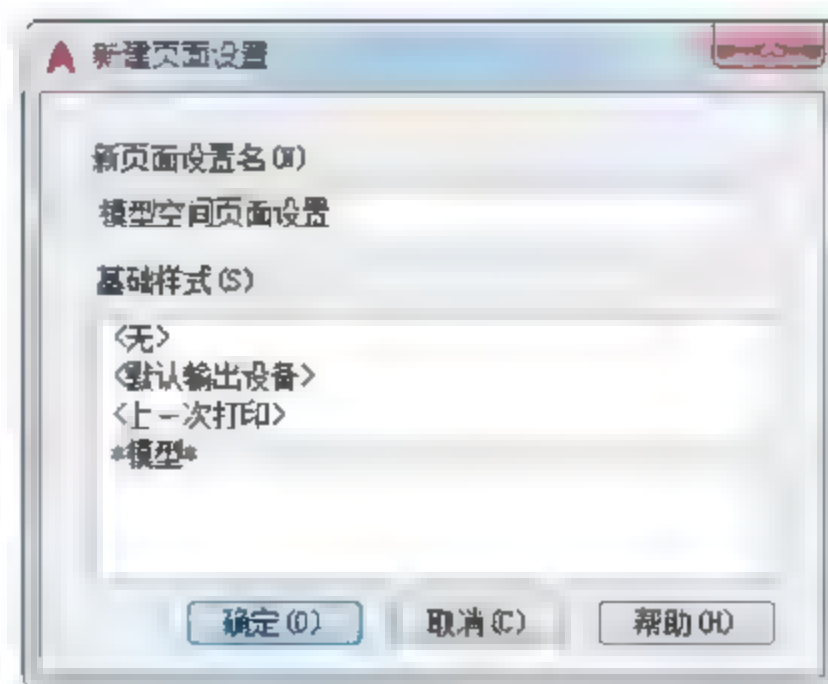 新建页面设置
新页面设置名(N)
模型空间页面设置
基础样式(S)
<无>
<默认输出设备>
<上一次打印>
*模型*
确定(O) 取消(C) 帮助(H)